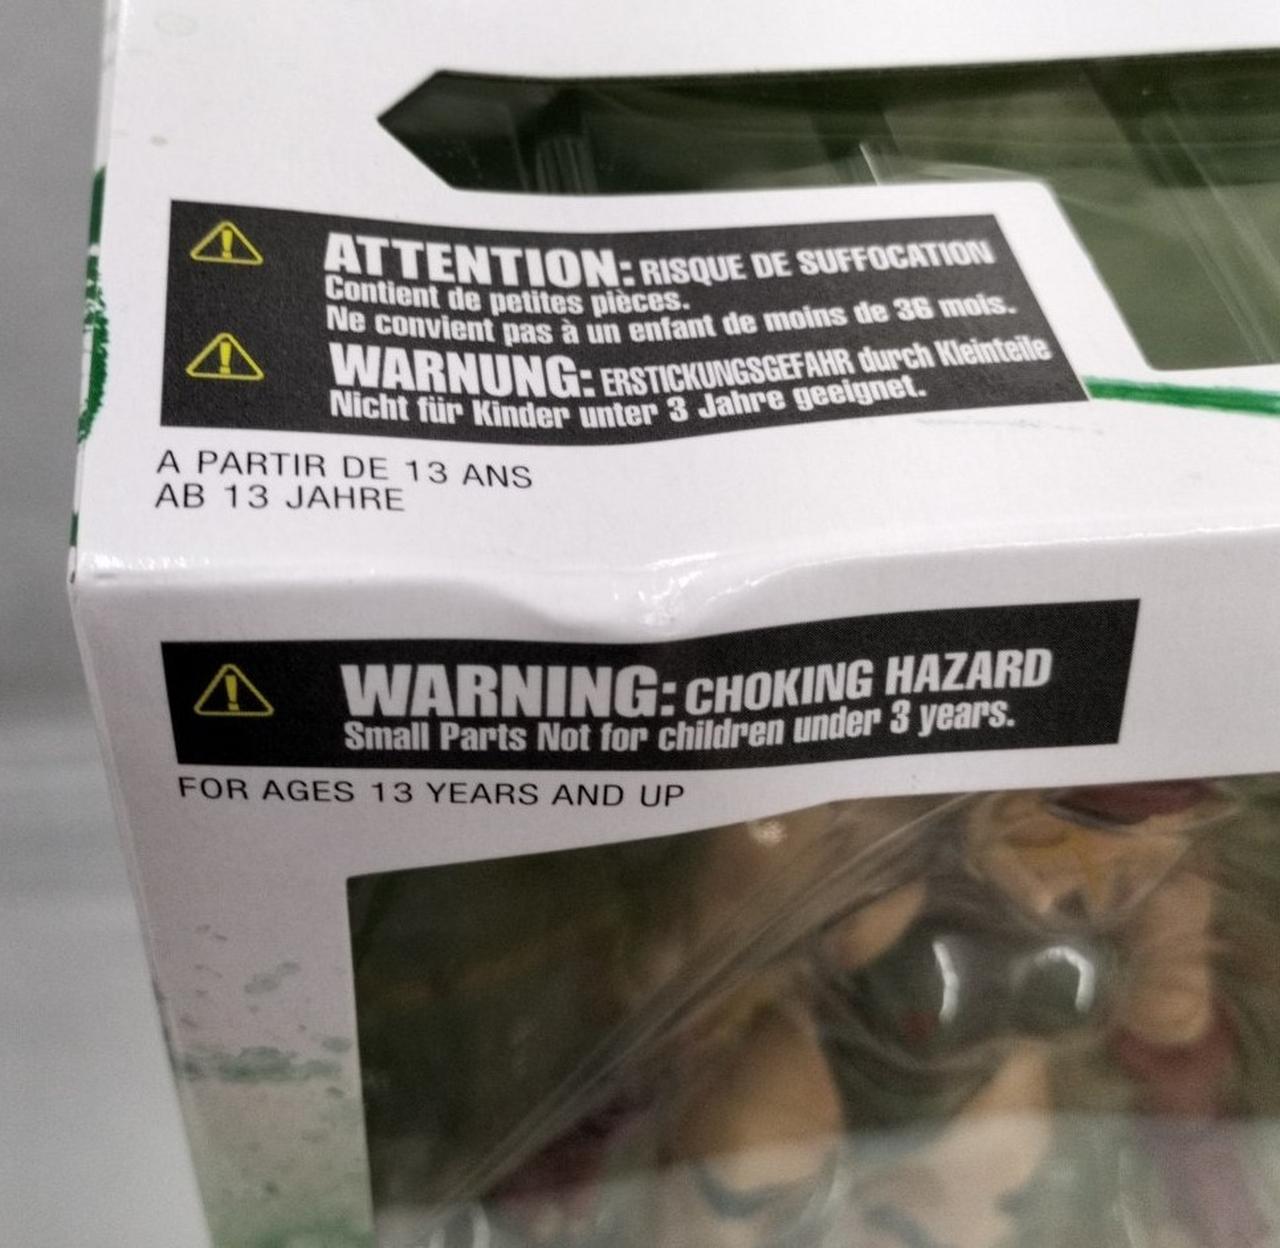 ATTENTION: RISQUE DE SUFFOCATION
Contient de petites pièces.
Ne convient pas à un enfant de moins de 36 mois.
WARNUNG: ERSTICKUNGSGEFAHR durch Kleinteile
Nicht für Kinder unter 3 Jahre geeignet.
A PARTIR DE 13 ANS
AB 13 JAHRE
WARNING: CHOKING HAZARD
Small Parts Not for children under 3 years.
FOR AGES 13 YEARS AND UP